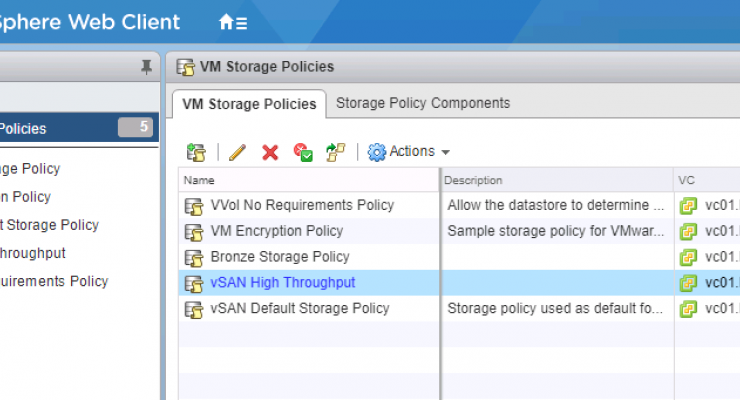 Sphere Web Client
VM Storage Policies
VM Storage Policies
Storage Policy Components
Policies
5
ge Policy
n Policy
t Storage Policy
hroughput
uirements Policy
Actions
Name
Description
VC
VVol No Requirements Policy
Allow the datastore to determine ...
vc01.
VM Encryption Policy
Sample storage policy for VMwar...
vc01.
Bronze Storage Policy
vc01.
vSAN High Throughput
vc01.
vSAN Default Storage Policy
Storage policy used as default fo...
vc01.